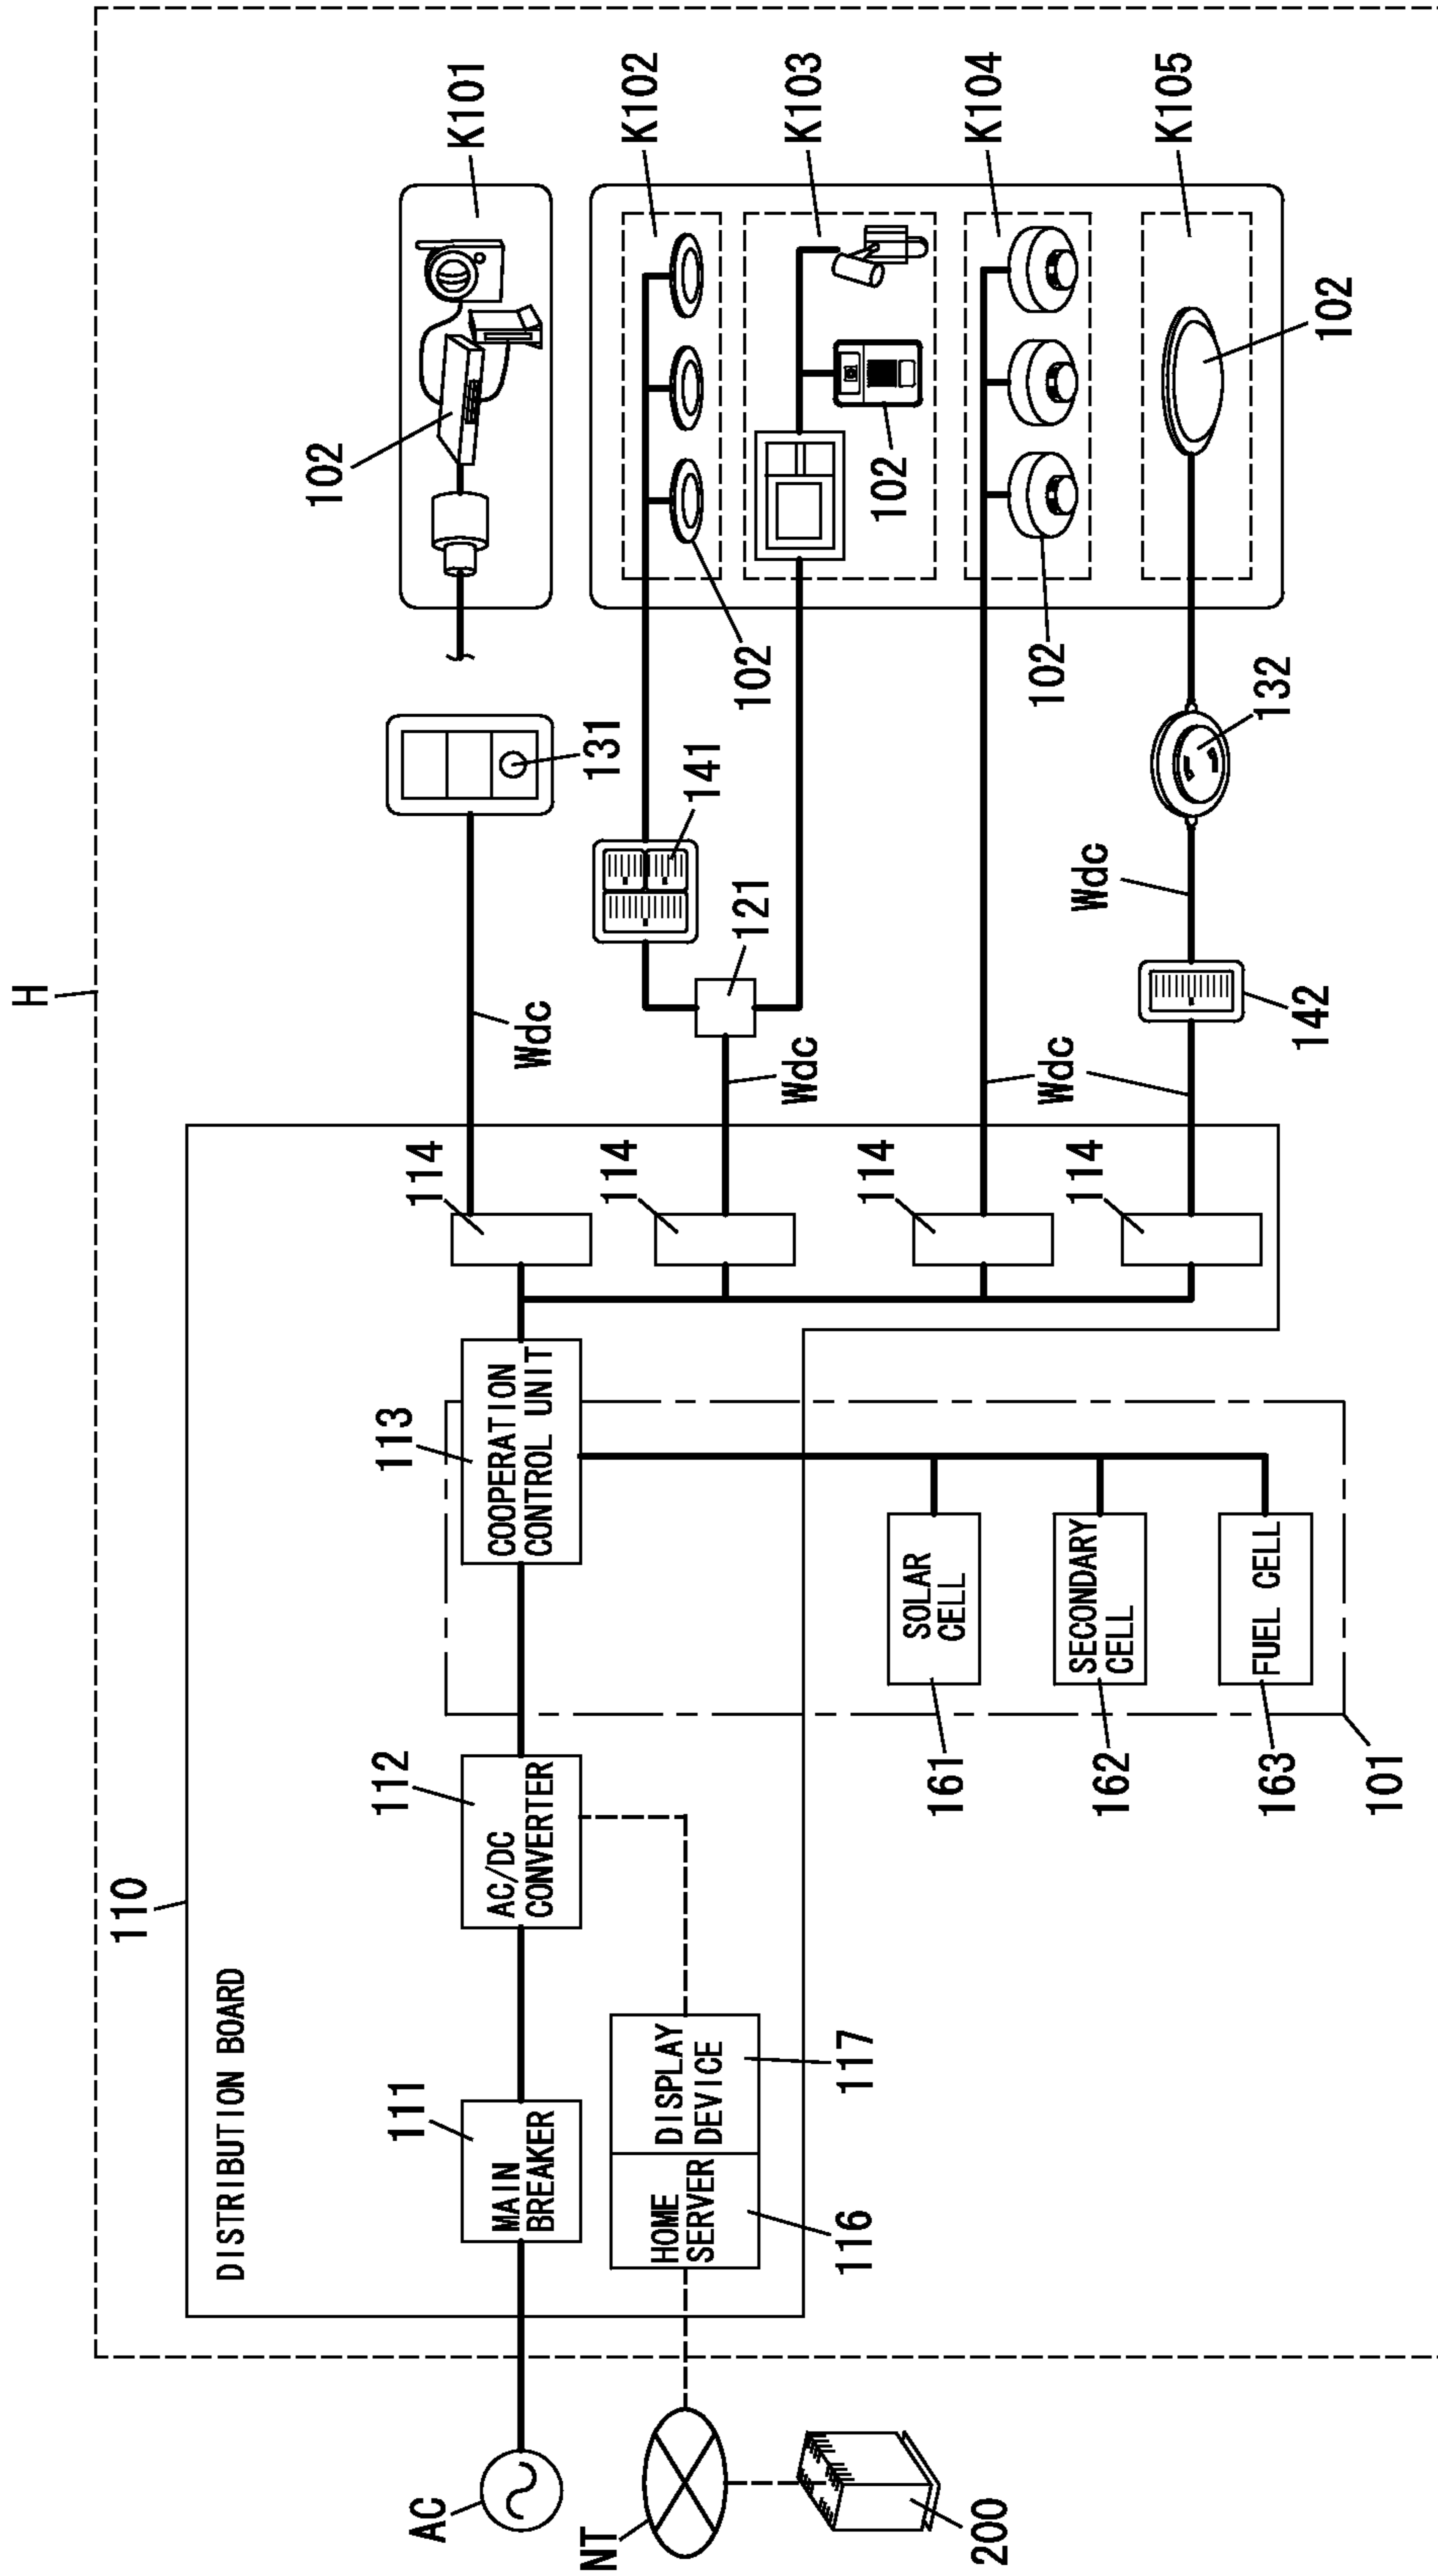 H
110
DISTRIBUTION BOARD
AC
111
MAIN
BREAKER
112
AC/DC
CONVERTER
113
COOPERATION
CONTROL UNIT
114
114
114
114
NT
200
HOME
SERVER
116
DISPLAY
DEVICE
117
SOLAR
CELL
161
SECONDARY
CELL
162
FUEL CELL
163
101
Wdc
Wdc
Wdc
Wdc
121
131
141
142
132
102
102
102
102
102
K101
K102
K103
K104
K105